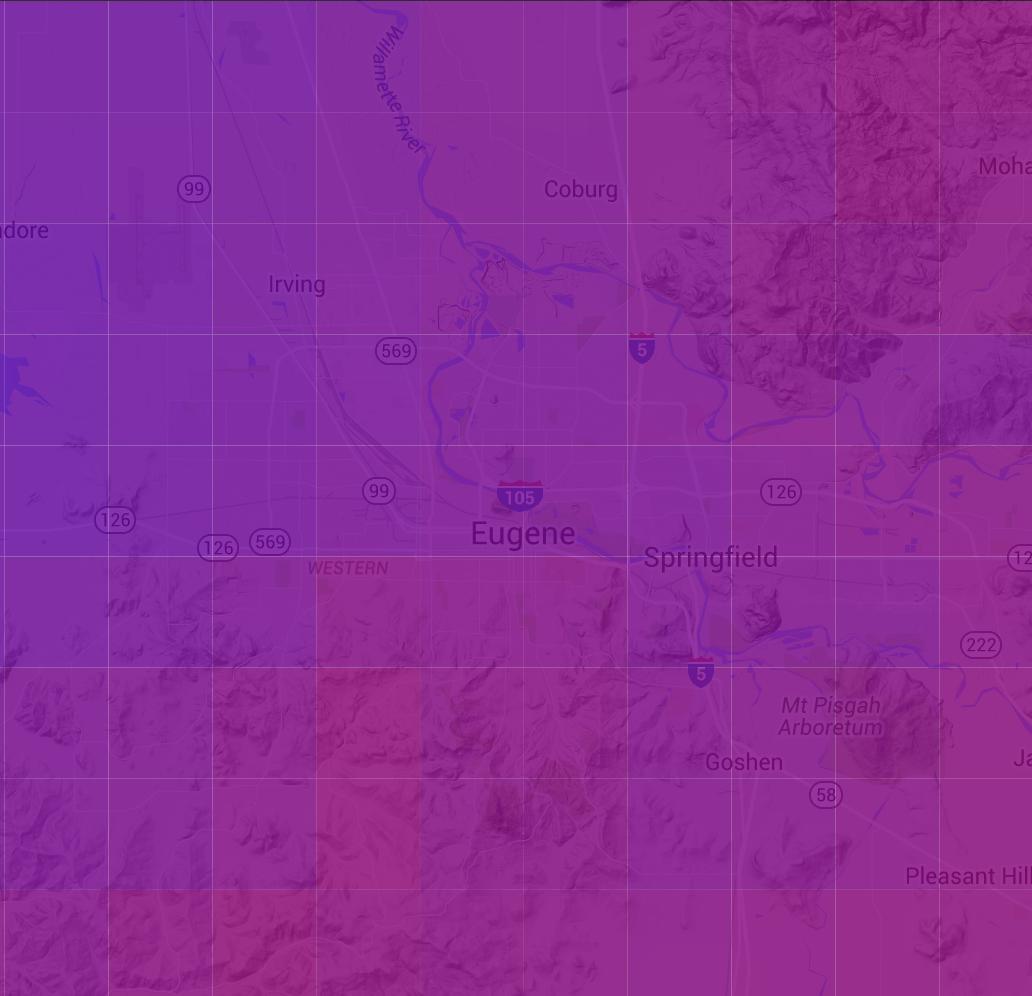 Willamette River
99
Coburg
Moha
dore
Irving
569
5
99
105
126
126
Eugene
126
569
Springfield
12
WESTERN
222
5
Mt Pisgah
Arboretum
Goshen
Ja
58
Pleasant Hill